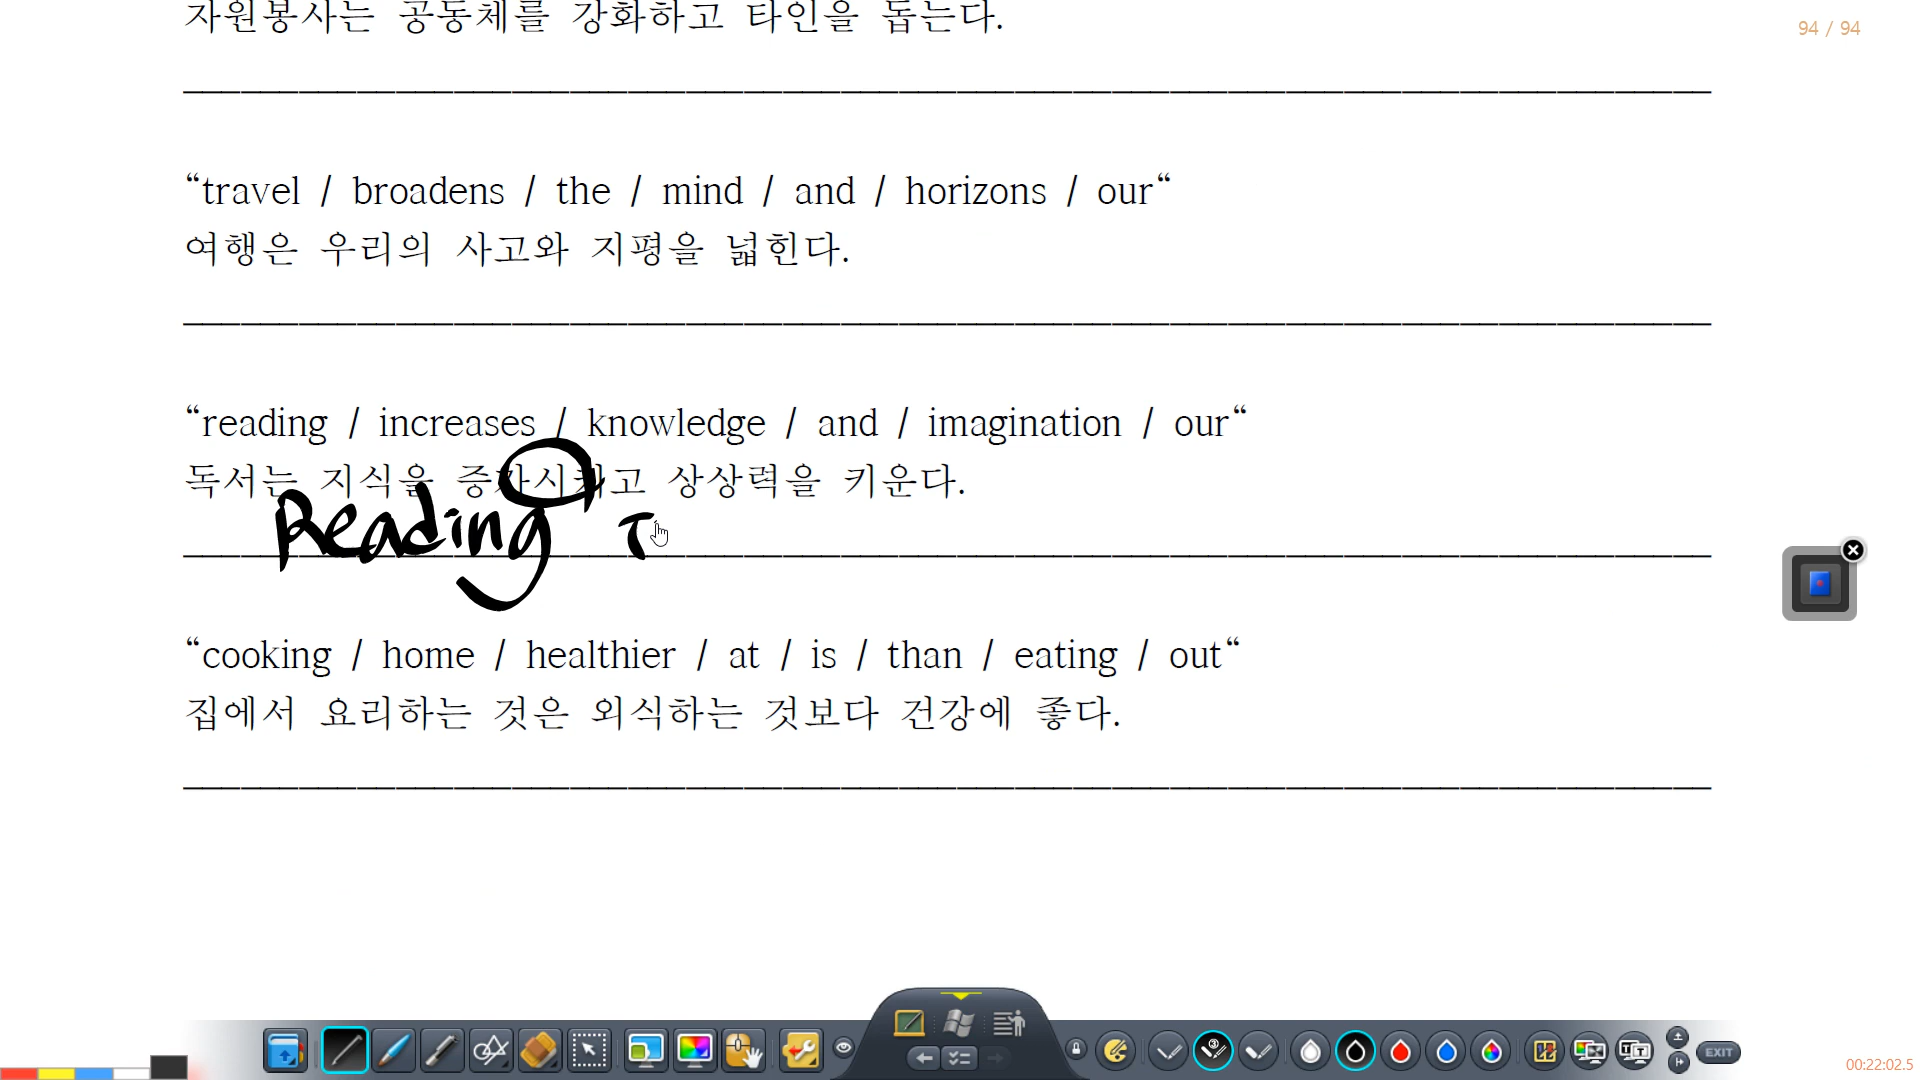 자원봉사는 공동체를 강화하고 타인을 돕는다.
94 / 94
“travel / broadens / the / mind / and / horizons / our“
여행은 우리의 사고와 지평을 넓힌다.
“reading / increases / knowledge / and / imagination / our“
독서는 지식을 증가시키고 상상력을 키운다.
Reading
“cooking / home / healthier / at / is / than / eating / out“
집에서 요리하는 것은 외식하는 것보다 건강에 좋다.
EXIT
00:22:02.5